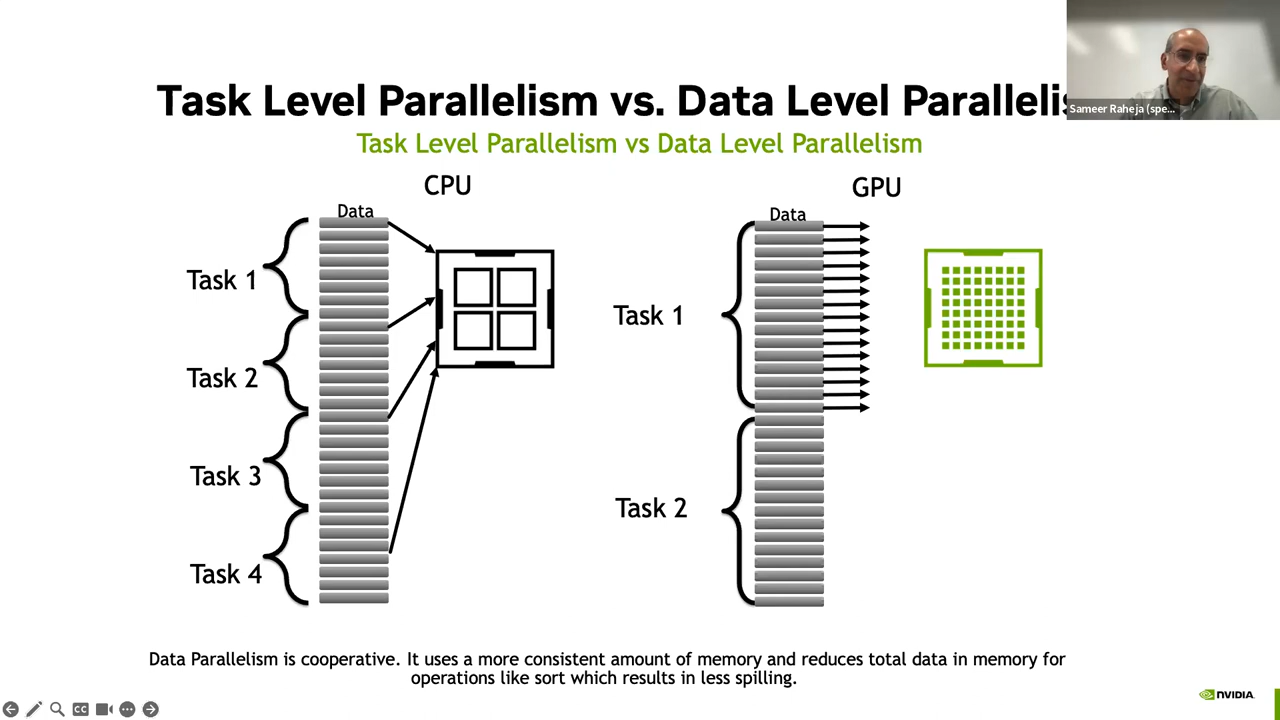 Task Level Parallelism vs. Data Level Parallelis
Sameer Raheja (spe...
Task Level Parallelism vs Data Level Parallelism
CPU
GPU
Data
Data
Task 1
Task 2
Task 3
Task 4
Task 1
Task 2
Data Parallelism is cooperative. It uses a more consistent amount of memory and reduces total data in memory for
operations like sort which results in less spilling.
CC
NVIDIA